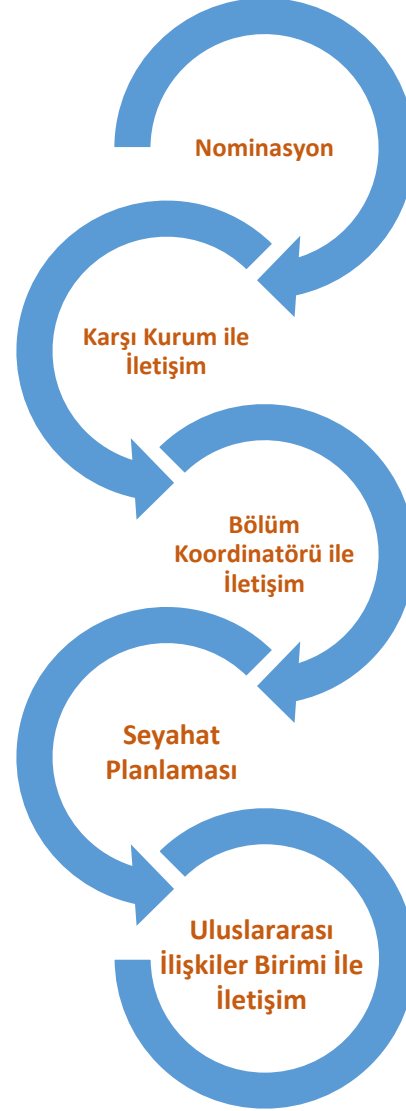 Nominasyon
Karşı Kurum ile
İletişim
Bölüm
Koordinatörü ile
İletişim
Seyahat
Planlaması
Uluslararası
İlişkiler Birimi İle
İletişim